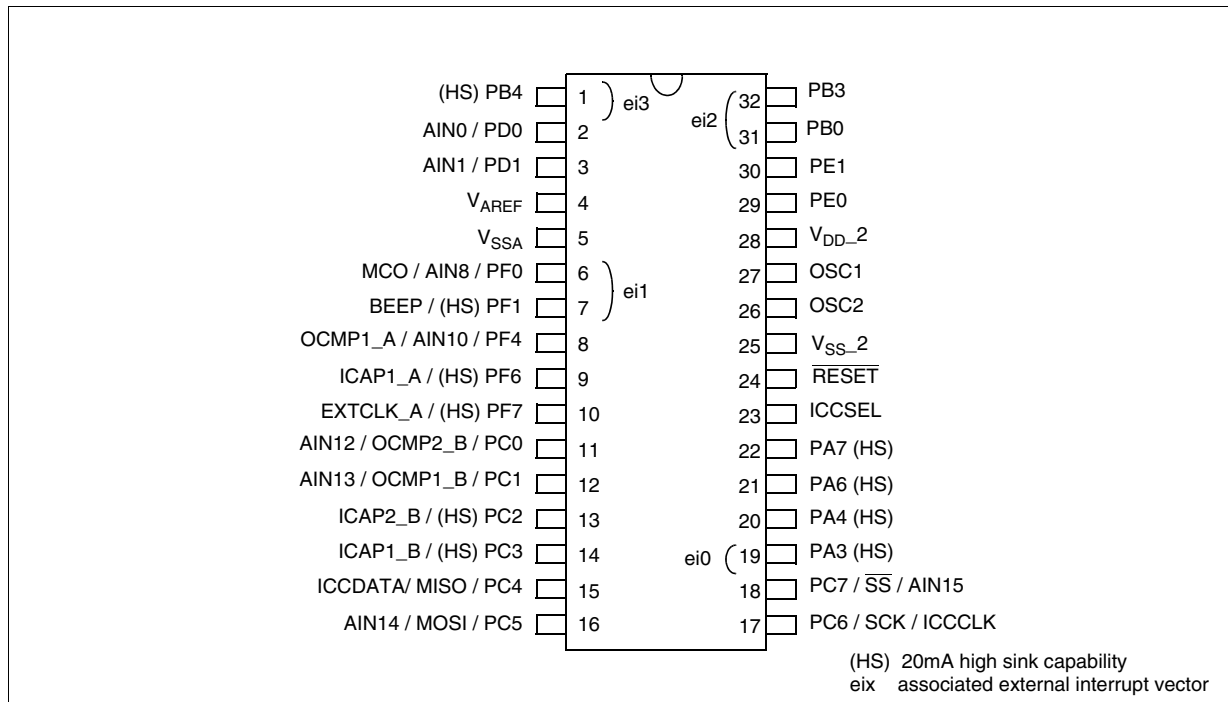 (HS) PB4 1 ei3 ei2 32 PB3
AIN0 / PD0 2 31 PB0
AIN1 / PD1 3 30 PE1
VAREF 4 29 PE0
VSSA 5 28 VDD_2
MCO / AIN8 / PF0 6 ei1 27 OSC1
BEEP / (HS) PF1 7 26 OSC2
OCMP1_A / AIN10 / PF4 8 25 VSS_2
ICAP1_A / (HS) PF6 9 24 RESET
EXTCLK_A / (HS) PF7 10 23 ICCSEL
AIN12 / OCMP2_B / PC0 11 22 PA7 (HS)
AIN13 / OCMP1_B / PC1 12 21 PA6 (HS)
ICAP2_B / (HS) PC2 13 20 PA4 (HS)
ICAP1_B / (HS) PC3 14 ei0 19 PA3 (HS)
ICCDATA/ MISO / PC4 15 18 PC7 / SS / AIN15
AIN14 / MOSI / PC5 16 17 PC6 / SCK / ICCCLK
(HS) 20mA high sink capability
eix associated external interrupt vector